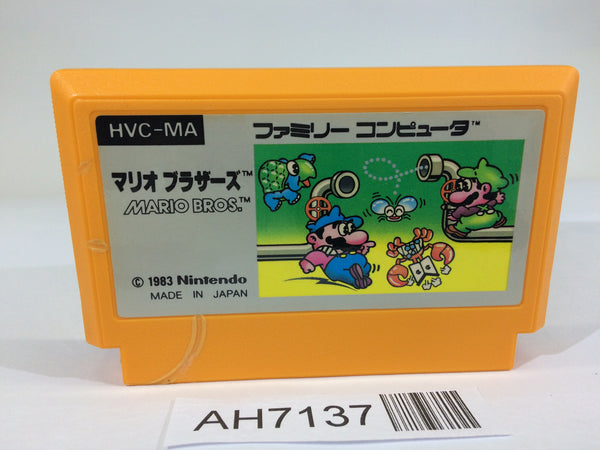 HVC-MA
ファミリー コンピュータ™
マリオ ブラザーズ™
MARIO BROS.™
© 1983 Nintendo
MADE IN JAPAN
AH7137